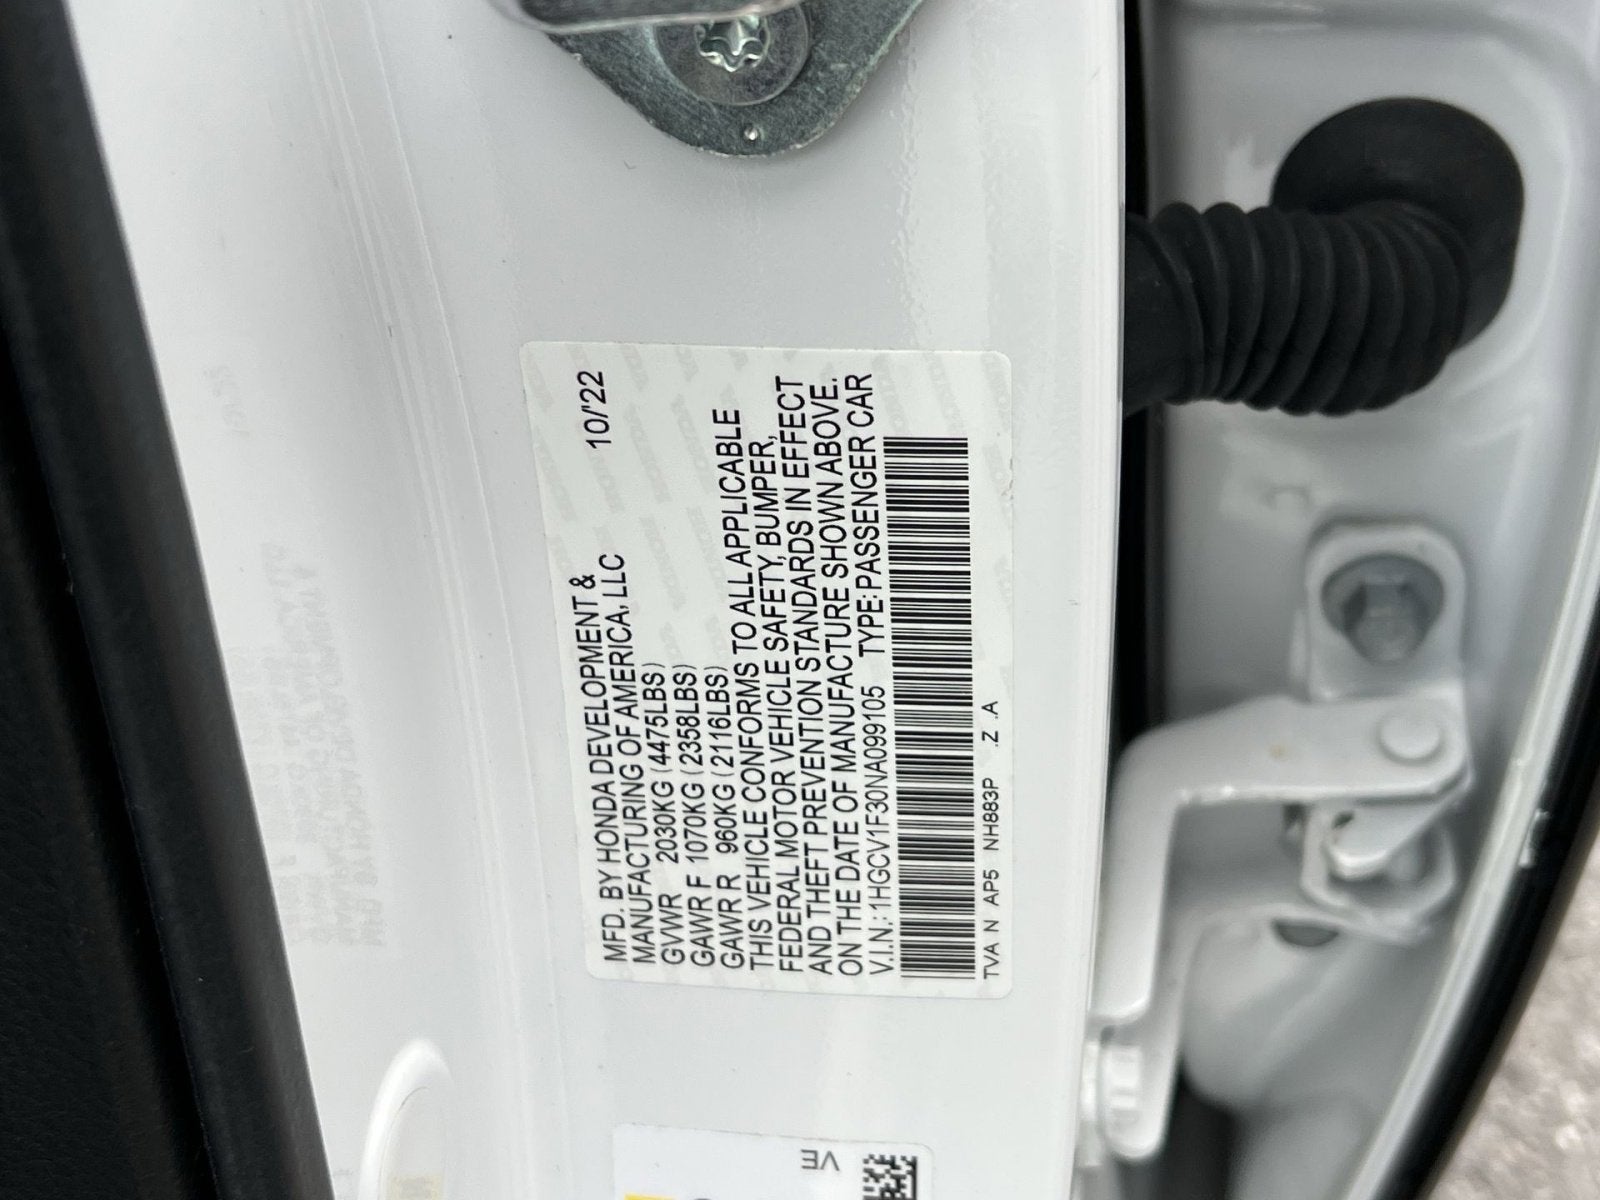 MFD. BY HONDA DEVELOPMENT & 10/'22
MANUFACTURING OF AMERICA, LLC
GVWR 2030KG (4475LBS)
GAWR F 1070KG (2358LBS)
GAWR R 960KG (2116LBS)
THIS VEHICLE CONFORMS TO ALL APPLICABLE
FEDERAL MOTOR VEHICLE SAFETY, BUMPER,
AND THEFT PREVENTION STANDARDS IN EFFECT
ON THE DATE OF MANUFACTURE SHOWN ABOVE.
V.I.N.: 1HGCV1F30NA099105 TYPE: PASSENGER CAR
TVA N AP5 NH883P .Z .A
VE